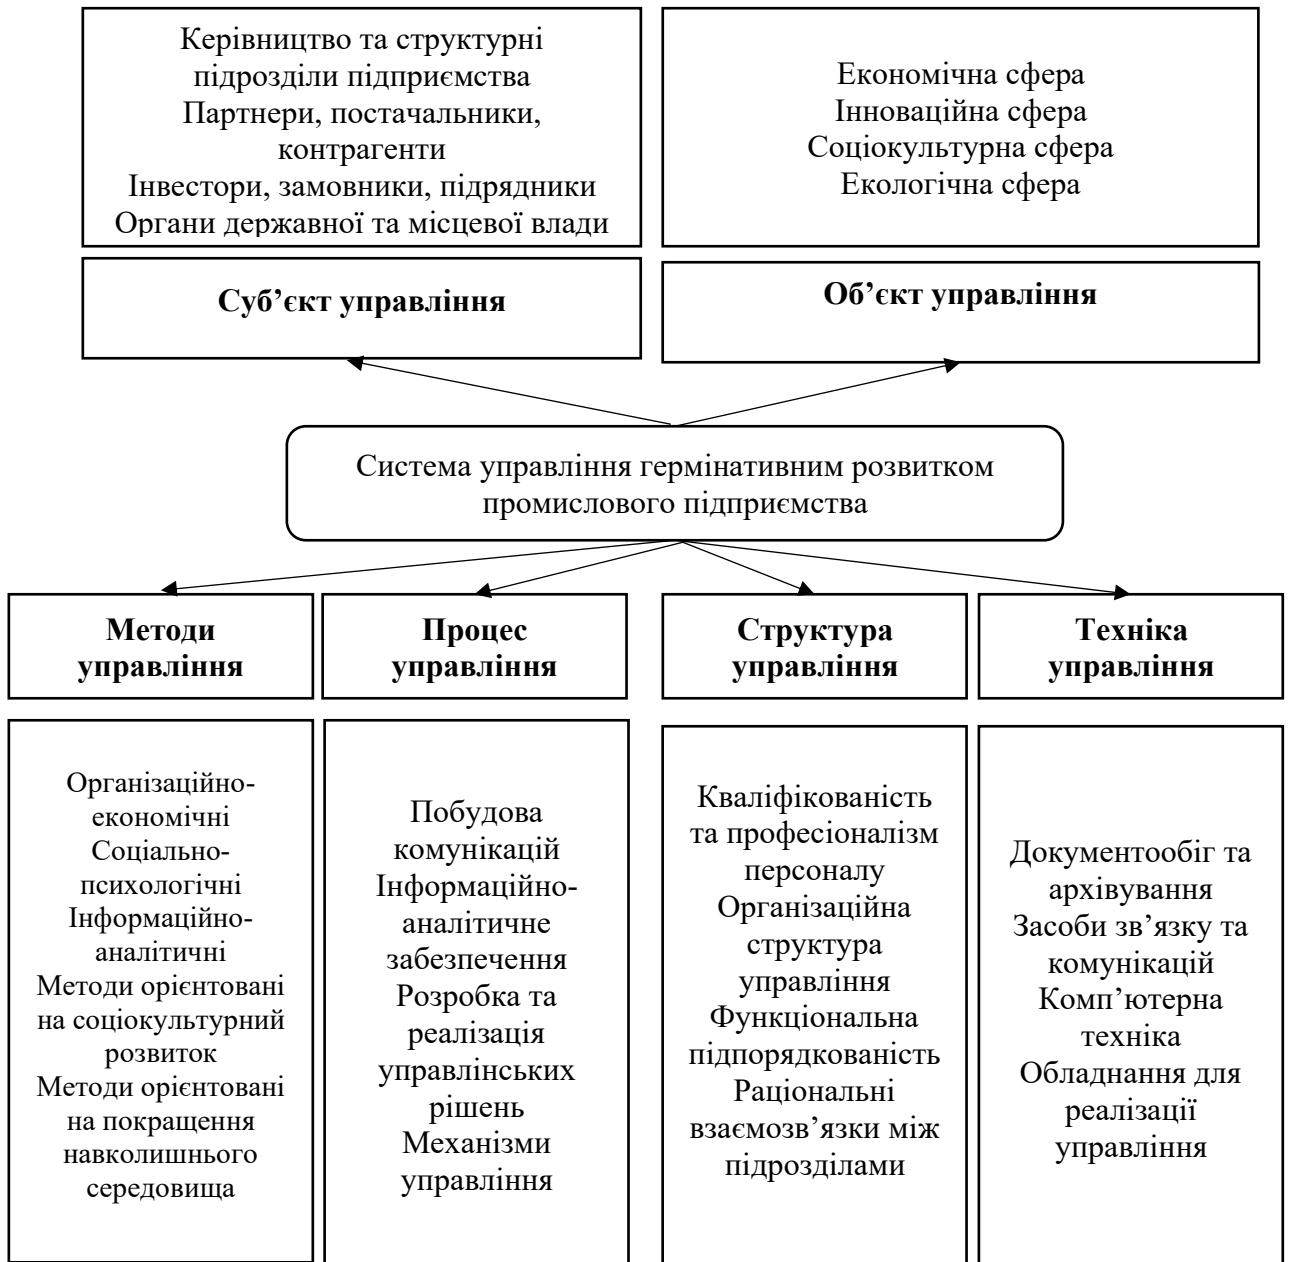 Керівництво та структурні
підрозділи підприємства
Партнери, постачальники,
контрагенти
Інвестори, замовники, підрядники
Органи державної та місцевої влади
Економічна сфера
Інноваційна сфера
Соціокультурна сфера
Екологічна сфера
Суб’єкт управління
Об’єкт управління
Система управління гермінативним розвитком
промислового підприємства
Методи
управління
Процес
управління
Структура
управління
Техніка
управління
Організаційно-
економічні
Соціально-
психологічні
Інформаційно-
аналітичні
Методи орієнтовані
на соціокультурний
розвиток
Методи орієнтовані
на покращення
навколишнього
середовища
Побудова
комунікацій
Інформаційно-
аналітичне
забезпечення
Розробка та
реалізація
управлінських
рішень
Механізми
управління
Кваліфікованість
та професіоналізм
персоналу
Організаційна
структура
управління
Функціональна
підпорядкованість
Раціональні
взаємозв’язки між
підрозділами
Документообіг та
архівування
Засоби зв’язку та
комунікацій
Комп’ютерна
техніка
Обладнання для
реалізації
управління